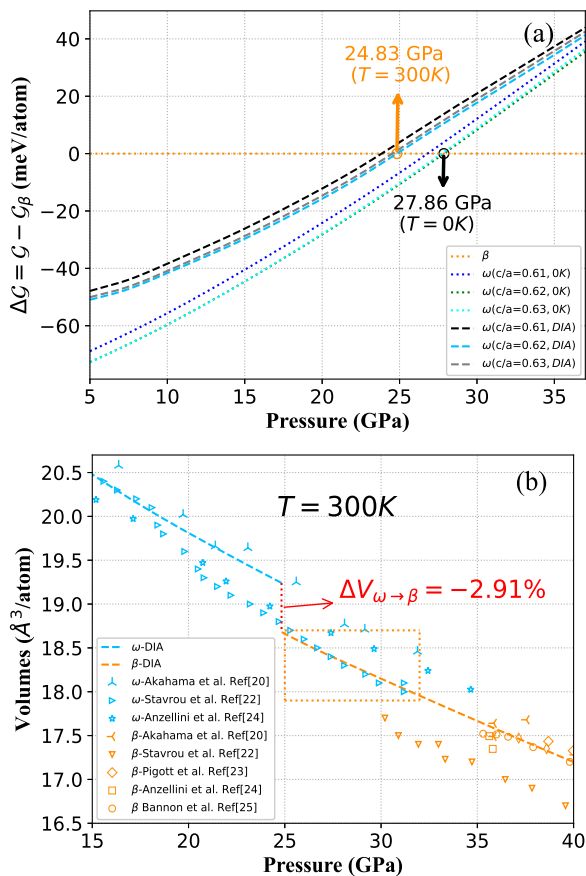 (a)
24.83 GPa
(T = 300K)
27.86 GPa
(T = 0K)
ΔG = G − G_β (meV/atom)
40
20
0
−20
−40
−60
β
ω(c/a=0.61, 0K)
ω(c/a=0.62, 0K)
ω(c/a=0.63, 0K)
ω(c/a=0.61, DIA)
ω(c/a=0.62, DIA)
ω(c/a=0.63, DIA)
5 10 15 20 25 30 35
Pressure (GPa)
(b)
T = 300K
ΔV_{ω→β} = −2.91%
Volumes (Å^3/atom)
20.5
20.0
19.5
19.0
18.5
18.0
17.5
17.0
16.5
ω-DIA
β-DIA
ω-Akahama et al. Ref[20]
ω-Stavrou et al. Ref[22]
ω-Anzellini et al. Ref[24]
β-Akahama et al. Ref[20]
β-Stavrou et al. Ref[22]
β-Pigott et al. Ref[23]
β-Anzellini et al. Ref[24]
β Bannon et al. Ref[25]
15 20 25 30 35 40
Pressure (GPa)